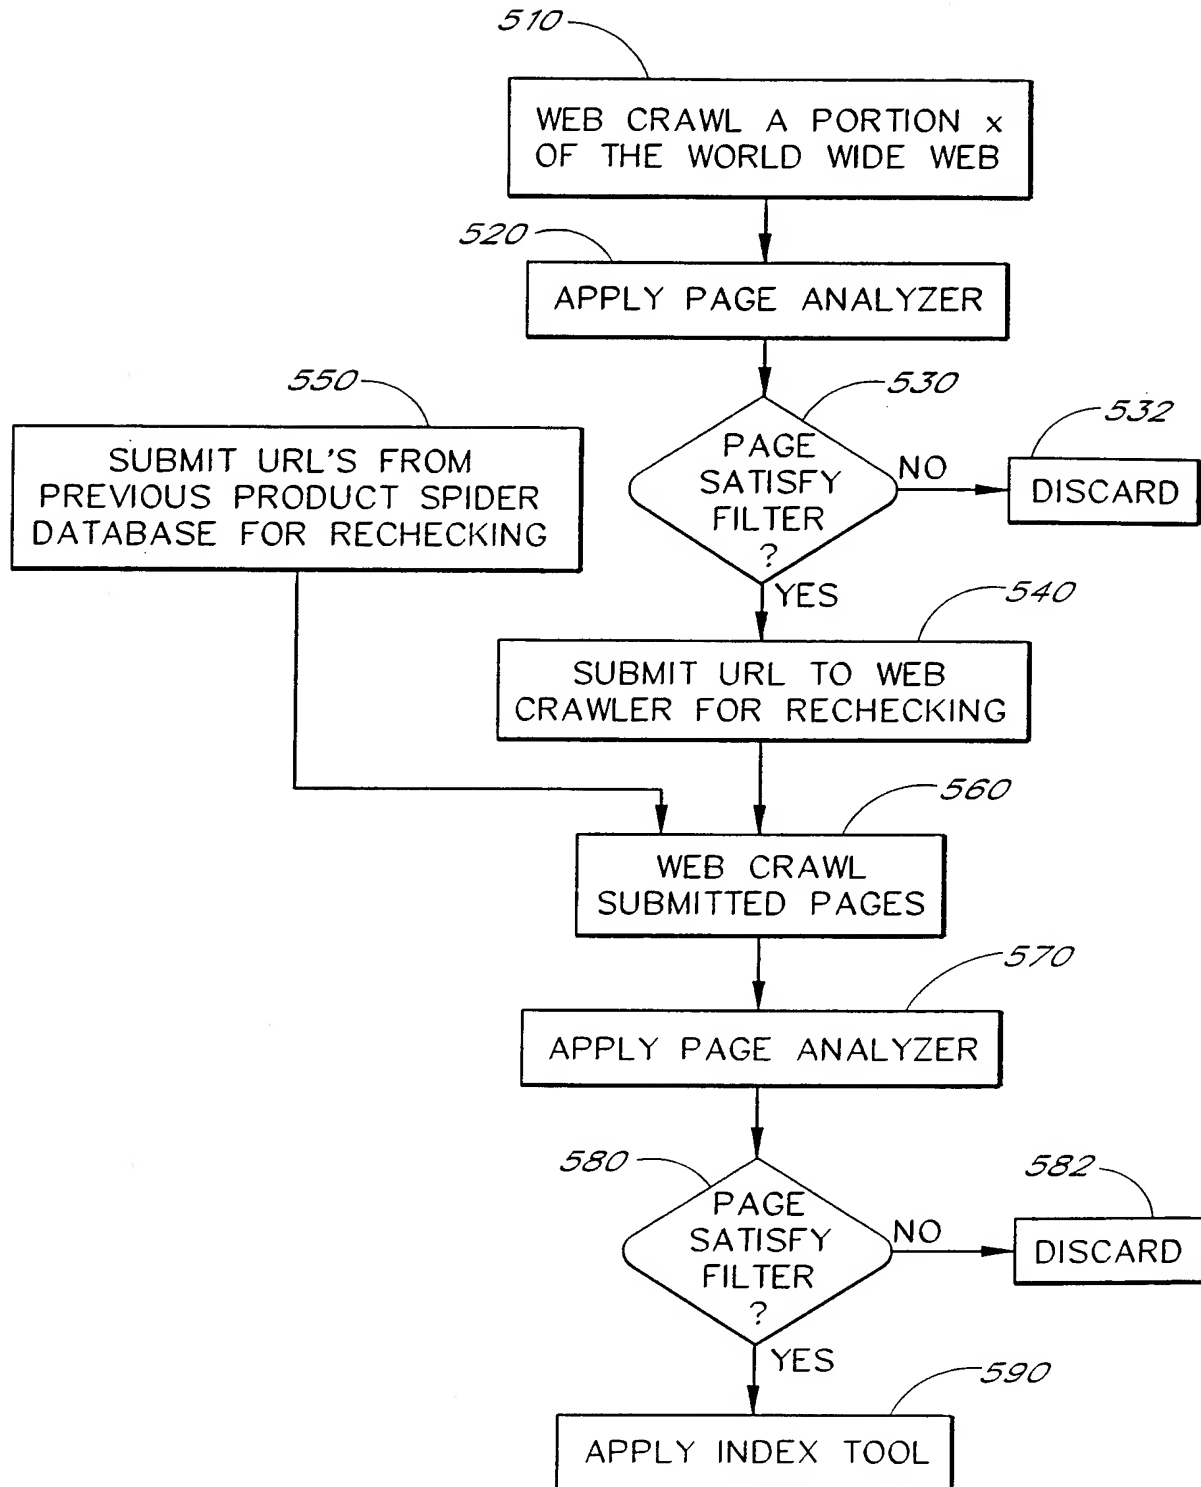 510
WEB CRAWL A PORTION x
OF THE WORLD WIDE WEB
520
APPLY PAGE ANALYZER
530
PAGE
SATISFY
FILTER
?
NO
532
DISCARD
YES
550
SUBMIT URL'S FROM
PREVIOUS PRODUCT SPIDER
DATABASE FOR RECHECKING
540
SUBMIT URL TO WEB
CRAWLER FOR RECHECKING
560
WEB CRAWL
SUBMITTED PAGES
570
APPLY PAGE ANALYZER
580
PAGE
SATISFY
FILTER
?
NO
582
DISCARD
YES
590
APPLY INDEX TOOL